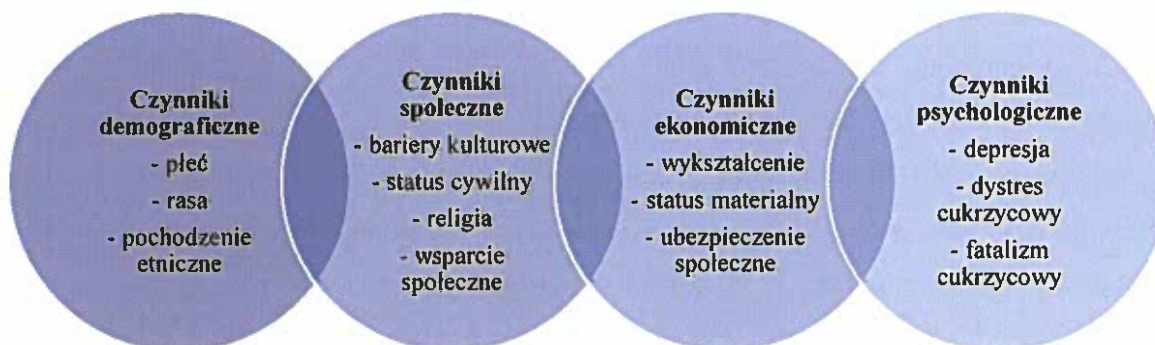 Czynniki
demograficzne
- płeć
- rasa
- pochodzenie
etniczne
Czynniki
społeczne
- bariery kulturowe
- status cywilny
- religia
- wsparcie
społeczne
Czynniki
ekonomiczne
- wykształcenie
- status materialny
- ubezpieczenie
społeczne
Czynniki
psychologiczne
- depresja
- dystres
cukrzycowy
- fatalizm
cukrzycowy